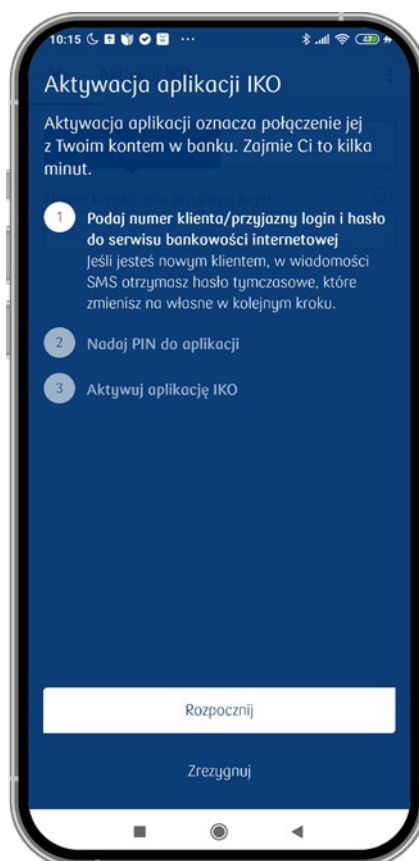 10:15
47
Aktywacja aplikacji IKO
Aktywacja aplikacji oznacza połączenie jej
z Twoim kontem w banku. Zajmie Ci to kilka
minut.
1 Podaj numer klienta/przyjazny login i hasło
do serwisu bankowości internetowej
Jeśli jesteś nowym klientem, w wiadomości
SMS otrzymasz hasło tymczasowe, które
zmienisz na własne w kolejnym kroku.
2 Nadaj PIN do aplikacji
3 Aktywuj aplikację IKO
Rozpocznij
Zrezygnuj